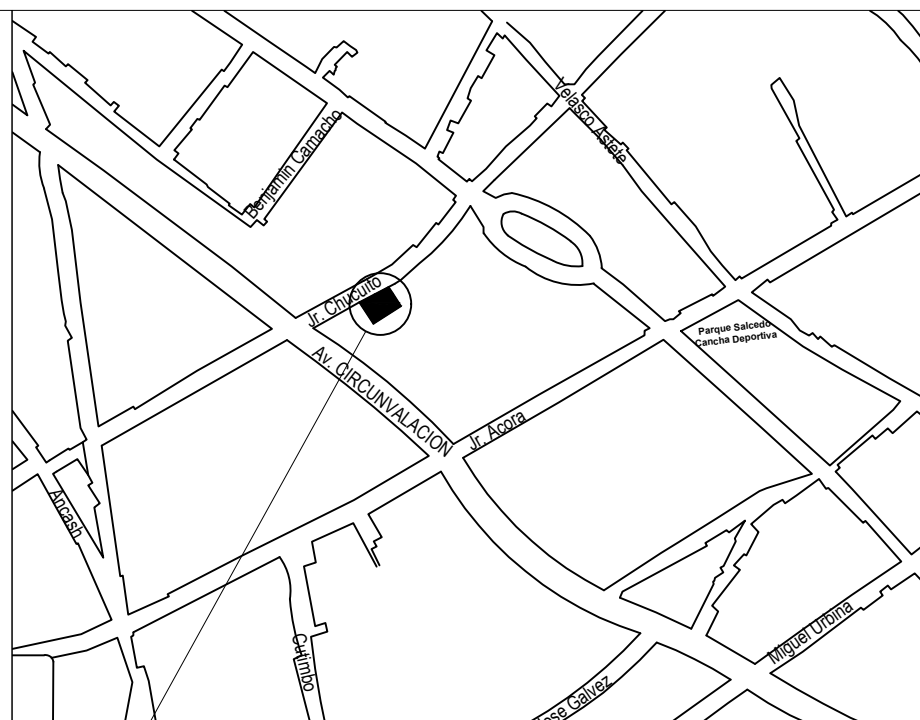 Velasco Astete
Benjamin Camacho
Jr. Chucuito
Parque Salcedo
Cancha Deportiva
Av. CIRCUNVALACION
Jr. Acora
Ancash
Miguel Urbina
Cutimbo
Jose Galvez